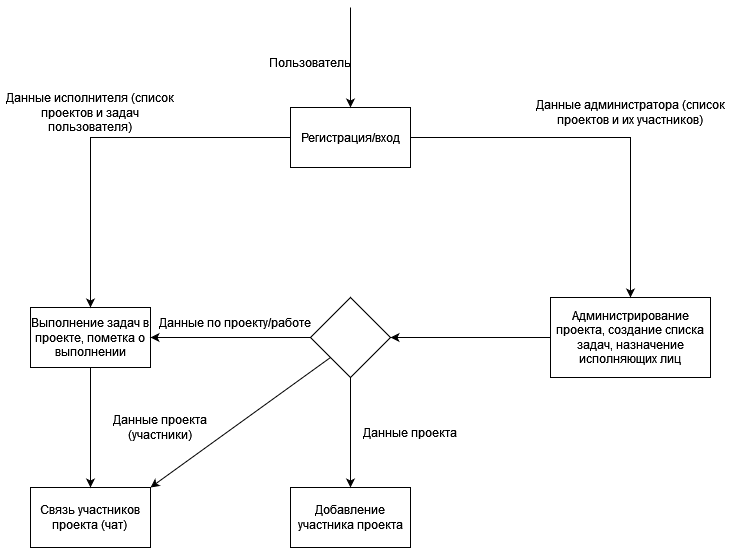 Пользователь
Данные исполнителя (список
проектов и задач
пользователя)
Данные администратора (список
проектов и их участников)
Регистрация/вход
Выполнение задач в
проекте, пометка о
выполнении
Данные по проекту/работе
Администрирование
проекта, создание списка
задач, назначение
исполняющих лиц
Данные проекта
(участники)
Данные проекта
Связь участников
проекта (чат)
Добавление
участника проекта